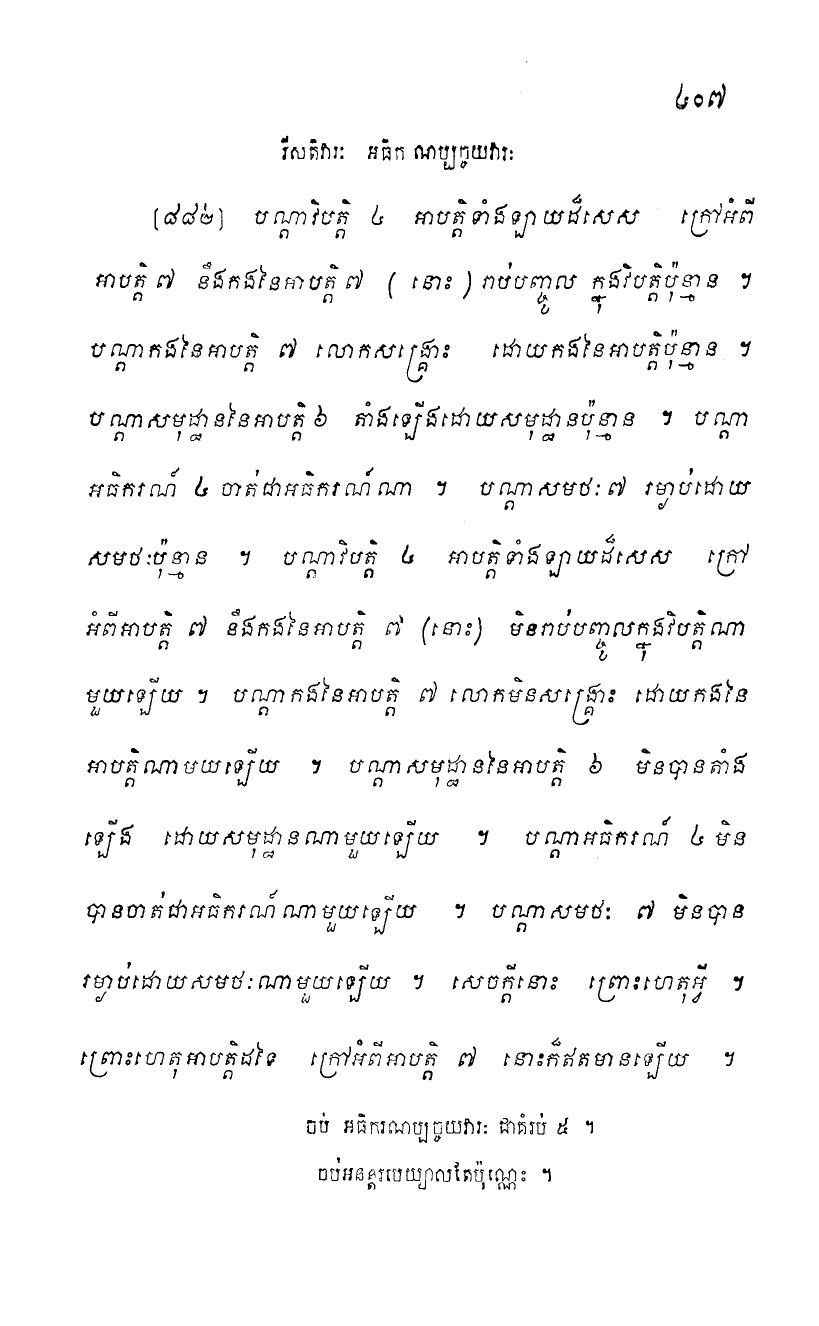 ៤០៧
វីសតិវារៈ អធិក ណប្បច្ចយវារៈ
[៨៨២] បណ្ដាវិបត្តិ ៤ អាបត្តិទាំងឡាយដ៏សេស ក្រៅអំពី
អាបត្តិ ៧ នឹងកងនៃអាបត្តិ ៧ ( នោះ ) រាប់បញ្ចូល ក្នុងវិបត្តិប៉ុន្មាន ។
បណ្ដាកងនៃអាបត្តិ ៧ លោកសង្គ្រោះ ដោយកងនៃអាបត្តិប៉ុន្មាន ។
បណ្ដាសមុដ្ឋាននៃអាបត្តិ ៦ តាំងឡើងដោយសមុដ្ឋានប៉ុន្មាន ។ បណ្ដា
អធិករណ៍ ៤ ចាត់ជាអធិករណ៍ណា ។ បណ្ដាសមថៈ ៧ រម្ងាប់ដោយ
សមថៈប៉ុន្មាន ។ បណ្ដាវិបត្តិ ៤ អាបត្តិទាំងឡាយដ៏សេស ក្រៅ
អំពីអាបត្តិ ៧ នឹងកងនៃអាបត្តិ ៧ (នោះ) មិនរាប់បញ្ចូលក្នុងវិបត្តិណា
មួយឡើយ ។ បណ្ដាកងនៃអាបត្តិ ៧ លោកមិនសង្គ្រោះ ដោយកងនៃ
អាបត្តិណាមយឡើយ ។ បណ្ដាសមុដ្ឋាននៃអាបត្តិ ៦ មិនបានតាំង
ឡើង ដោយសមុដ្ឋានណាមួយឡើយ ។ បណ្ដាអធិករណ៍ ៤ មិន
បានចាត់ជាអធិករណ៍ណាមួយឡើយ ។ បណ្ដាសមថៈ ៧ មិនបាន
រម្ងាប់ដោយសមថៈណាមួយឡើយ ។ សេចក្ដីនោះ ព្រោះហេតុអ្វី ។
ព្រោះហេតុអាបត្តិដទៃ ក្រៅអំពីអាបត្តិ ៧ នោះក៏ឥតមានឡើយ ។
ចប់ អធិករណប្បច្ចយវារៈ ជាគំរប់ ៥ ។
ចប់អនន្តរបេយ្យាលតែប៉ុណ្ណេះ ។